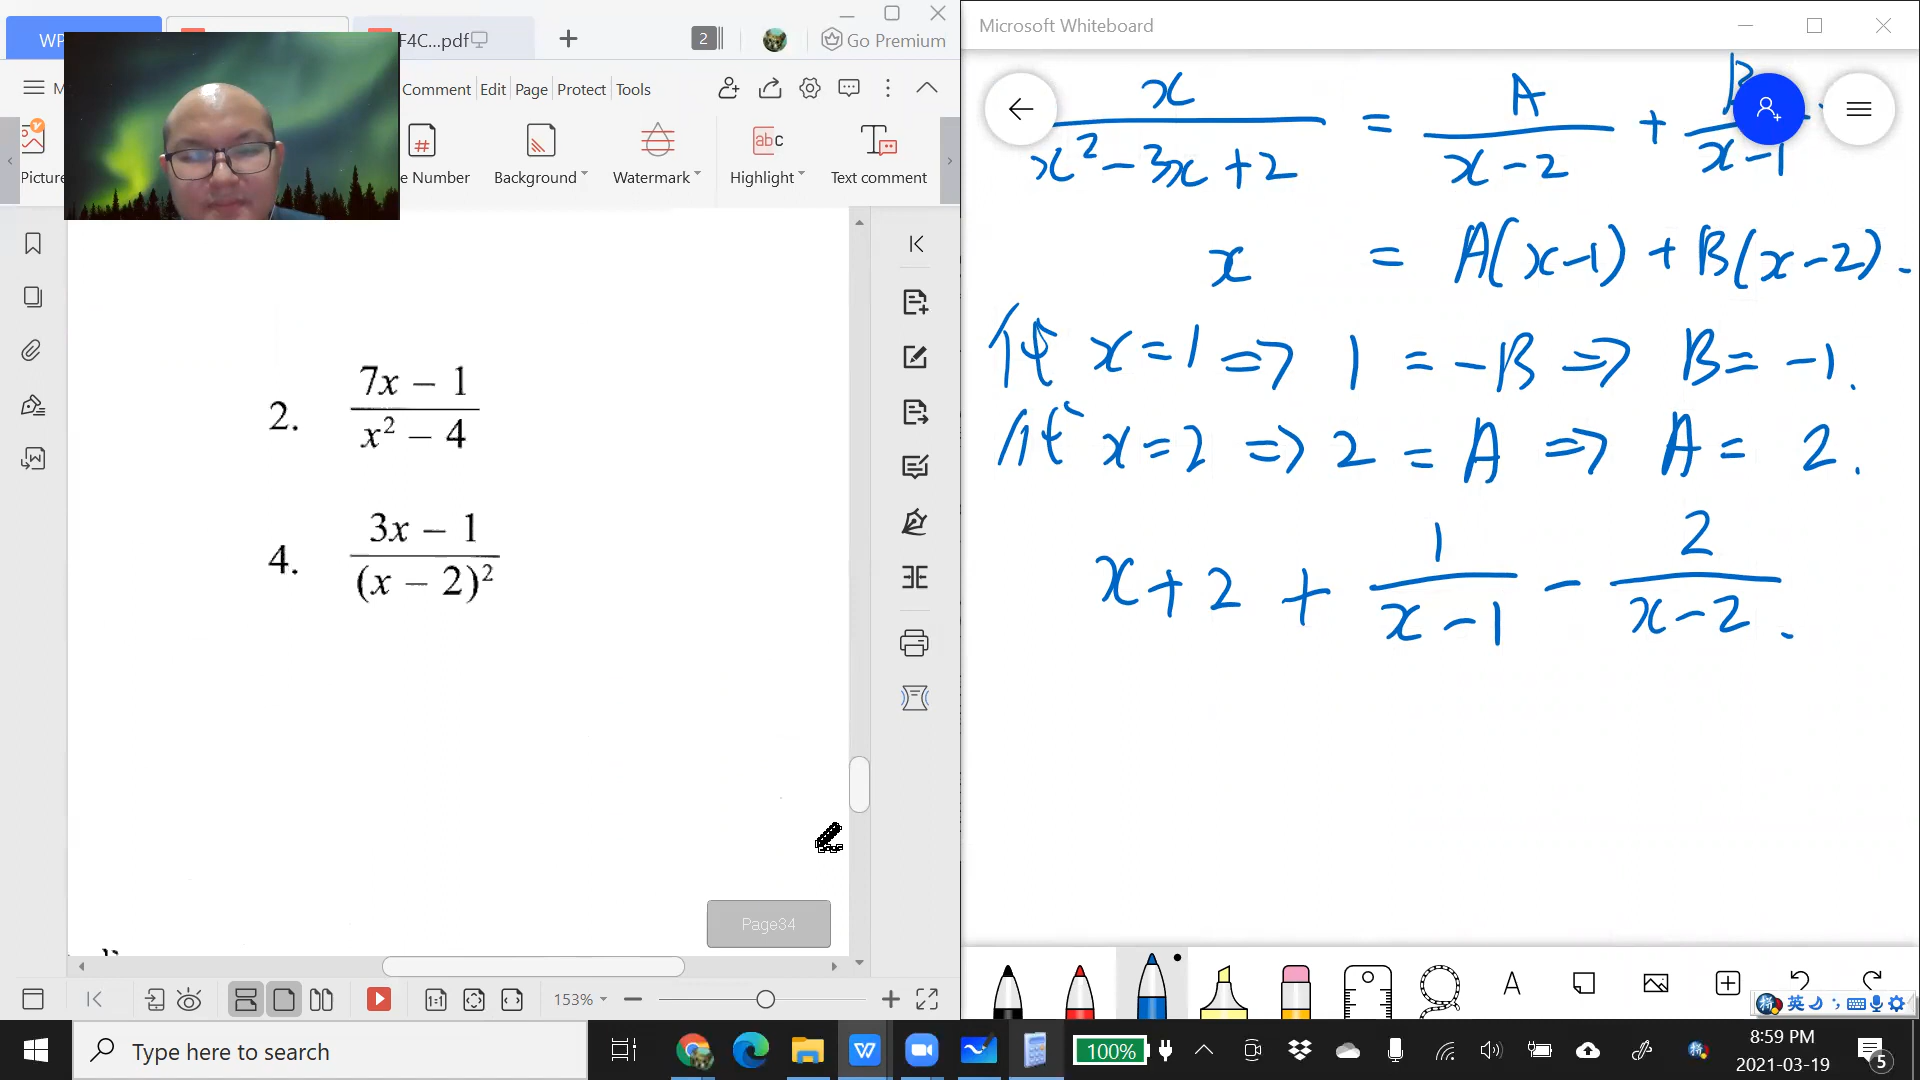 WP
F4C...pdf
2
Go Premium
M
Comment Edit Page Protect Tools
Picture
e Number
Background
Watermark
Highlight
Text comment
2. 7x − 1 / x² − 4
4. 3x − 1 / (x − 2)²
Page34
153%
Microsoft Whiteboard
x / x² − 3x + 2 = A / x − 2 + B / x − 1
x = A(x−1) + B(x−2).
代 x=1 => 1 = −B => B = −1.
代 x=2 => 2 = A => A = 2.
x + 2 + 1 / x − 1 − 2 / x − 2.
英
Type here to search
100%
8:59 PM
2021-03-19
5